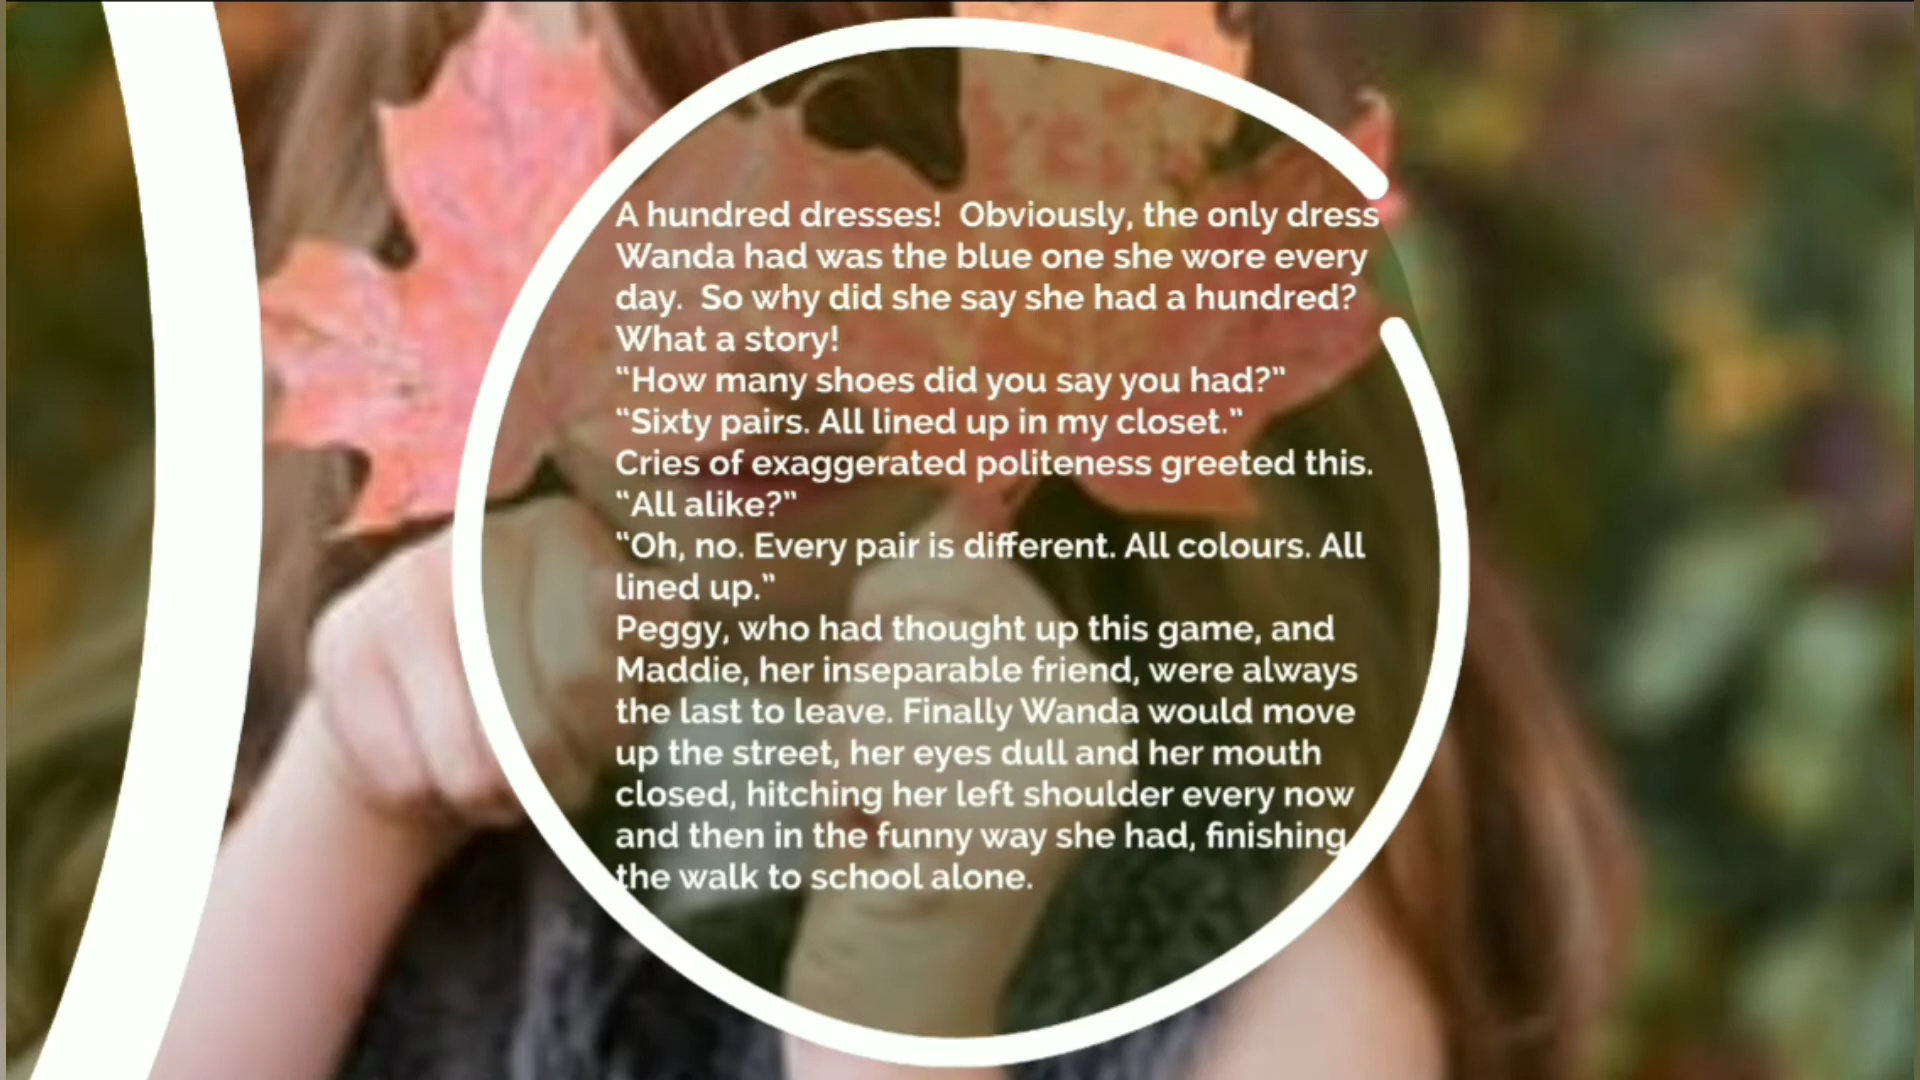 A hundred dresses!  Obviously, the only dress
Wanda had was the blue one she wore every
day.  So why did she say she had a hundred?
What a story!
“How many shoes did you say you had?”
“Sixty pairs. All lined up in my closet.”
Cries of exaggerated politeness greeted this.
“All alike?”
“Oh, no. Every pair is different. All colours. All
lined up.”
Peggy, who had thought up this game, and
Maddie, her inseparable friend, were always
the last to leave. Finally Wanda would move
up the street, her eyes dull and her mouth
closed, hitching her left shoulder every now
and then in the funny way she had, finishing
the walk to school alone.